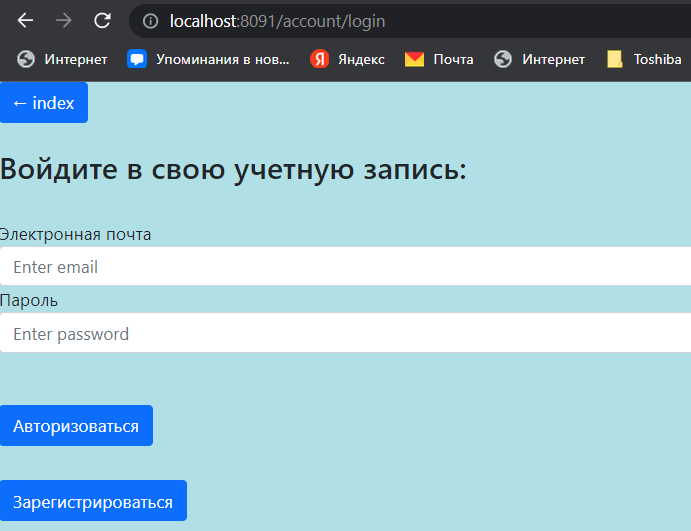 localhost:8091/account/login
Интернет Упоминания в нов... Яндекс Почта Интернет Toshiba
← index
Войдите в свою учетную запись:
Электронная почта
Enter email
Пароль
Enter password
Авторизоваться
Зарегистрироваться